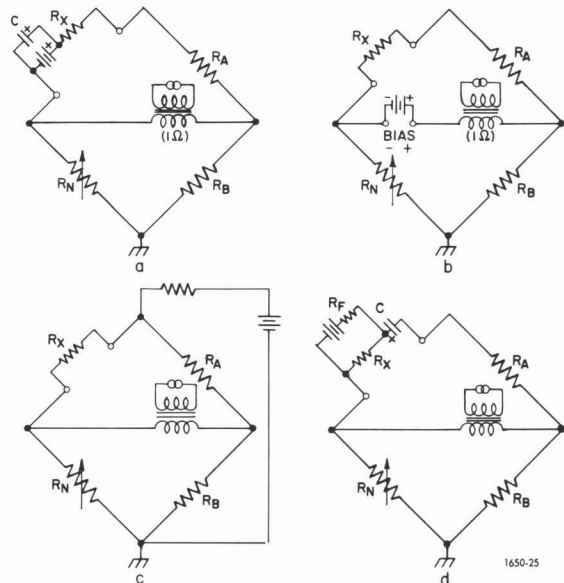 C
+
+
RX
RA
(1Ω)
RN
RB
a
RX
RA
- +
BIAS
- +
(1Ω)
RN
RB
b
RX
RA
RN
RB
c
RF
C
+
RX
RA
RN
RB
d
1650-25